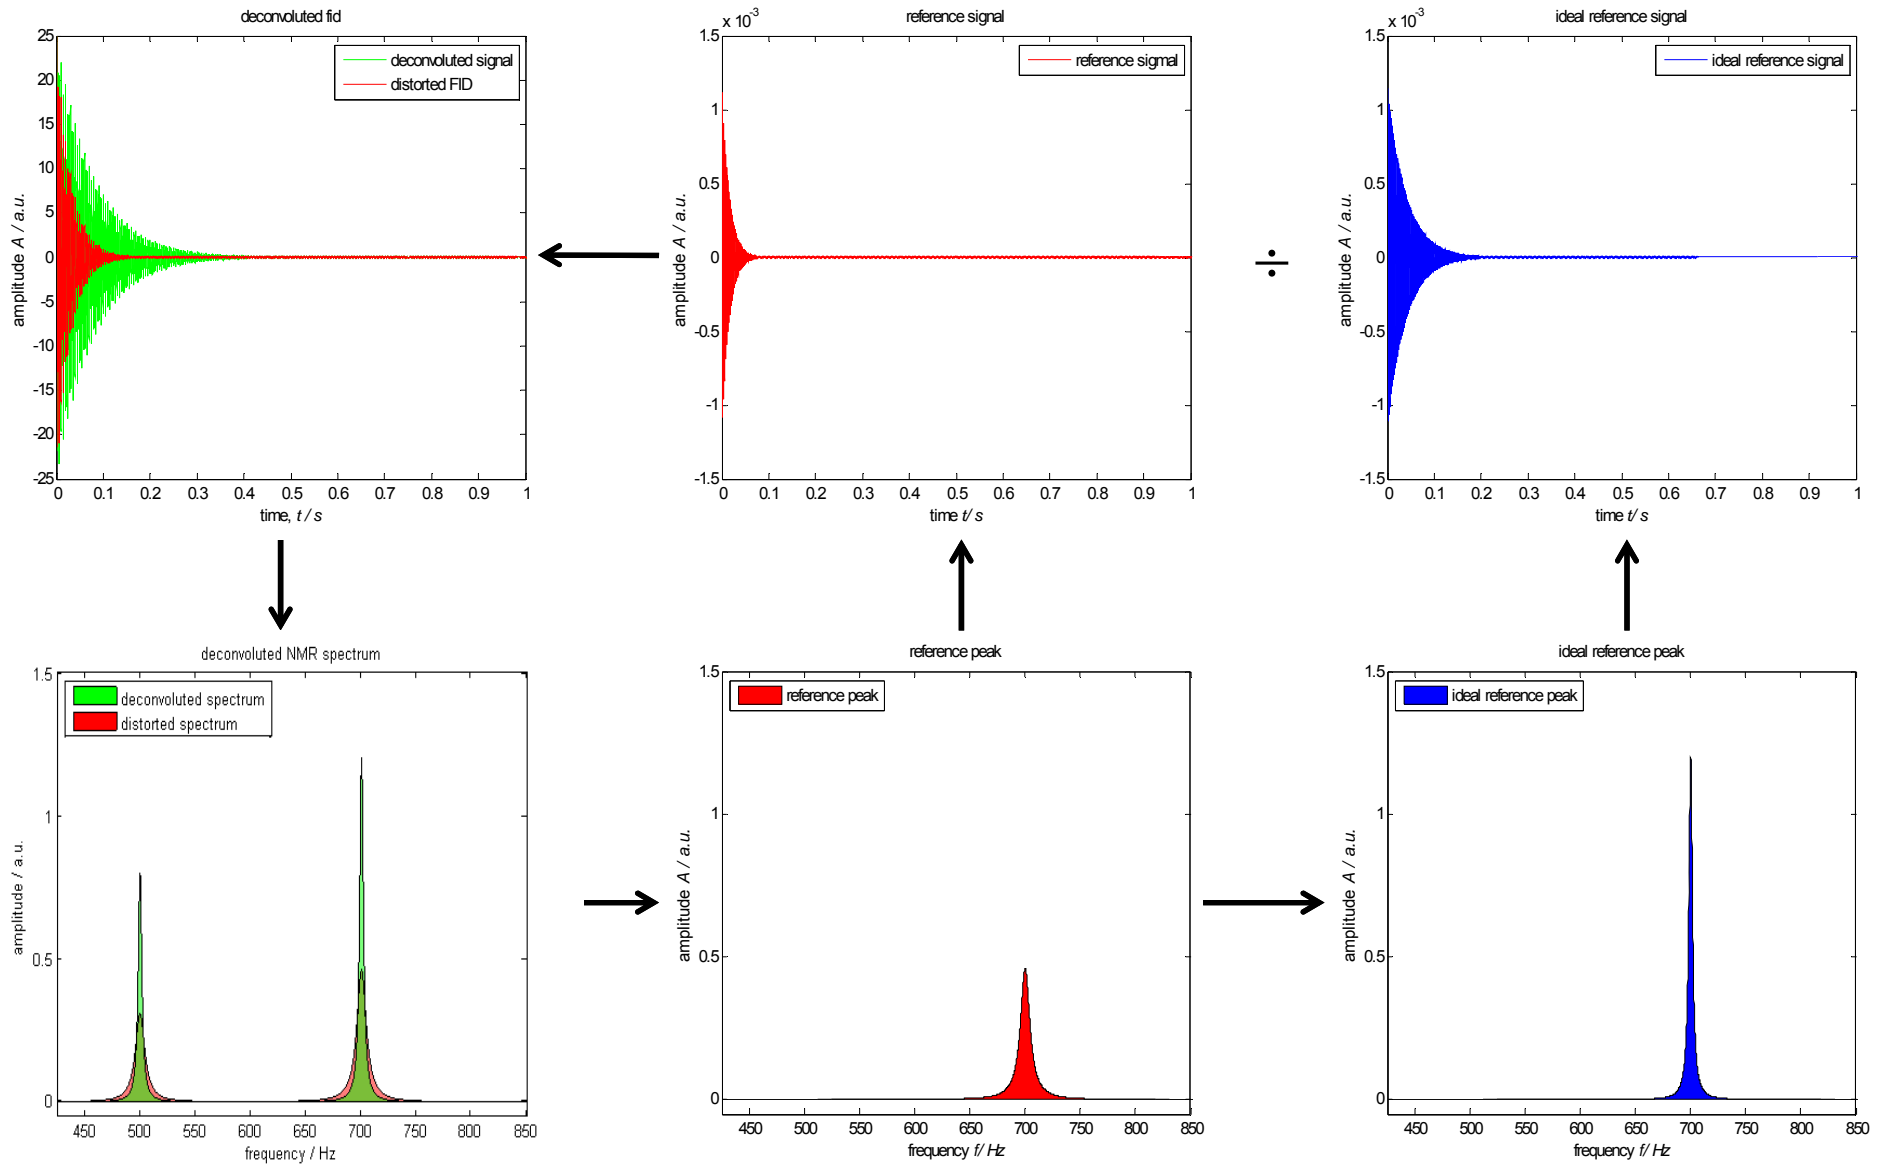 deconvoluted fid
25
20
15
10
5
0
-5
-10
-15
-20
-25
0 0.1 0.2 0.3 0.4 0.5 0.6 0.7 0.8 0.9 1
amplitude A / a.u.
time, t / s
deconvoluted signal
distorted FID
reference signal
x 10-3
1.5
1
0.5
0
-0.5
-1
-1.5
0 0.1 0.2 0.3 0.4 0.5 0.6 0.7 0.8 0.9 1
amplitude A / a.u.
time t/ s
reference sigmal
÷
ideal reference signal
x 10-3
1.5
1
0.5
0
-0.5
-1
-1.5
0 0.1 0.2 0.3 0.4 0.5 0.6 0.7 0.8 0.9 1
amplitude A / a.u.
time t/ s
ideal reference signal
deconvoluted NMR spectrum
1.5
1
0.5
0
450 500 550 600 650 700 750 800 850
amplitude / a.u.
frequency / Hz
deconvoluted spectrum
distorted spectrum
reference peak
1.5
1
0.5
0
450 500 550 600 650 700 750 800 850
amplitude A / a.u.
frequency f/ Hz
reference peak
ideal reference peak
1.5
1
0.5
0
450 500 550 600 650 700 750 800 850
amplitude A / a.u.
frequency f/ Hz
ideal reference peak